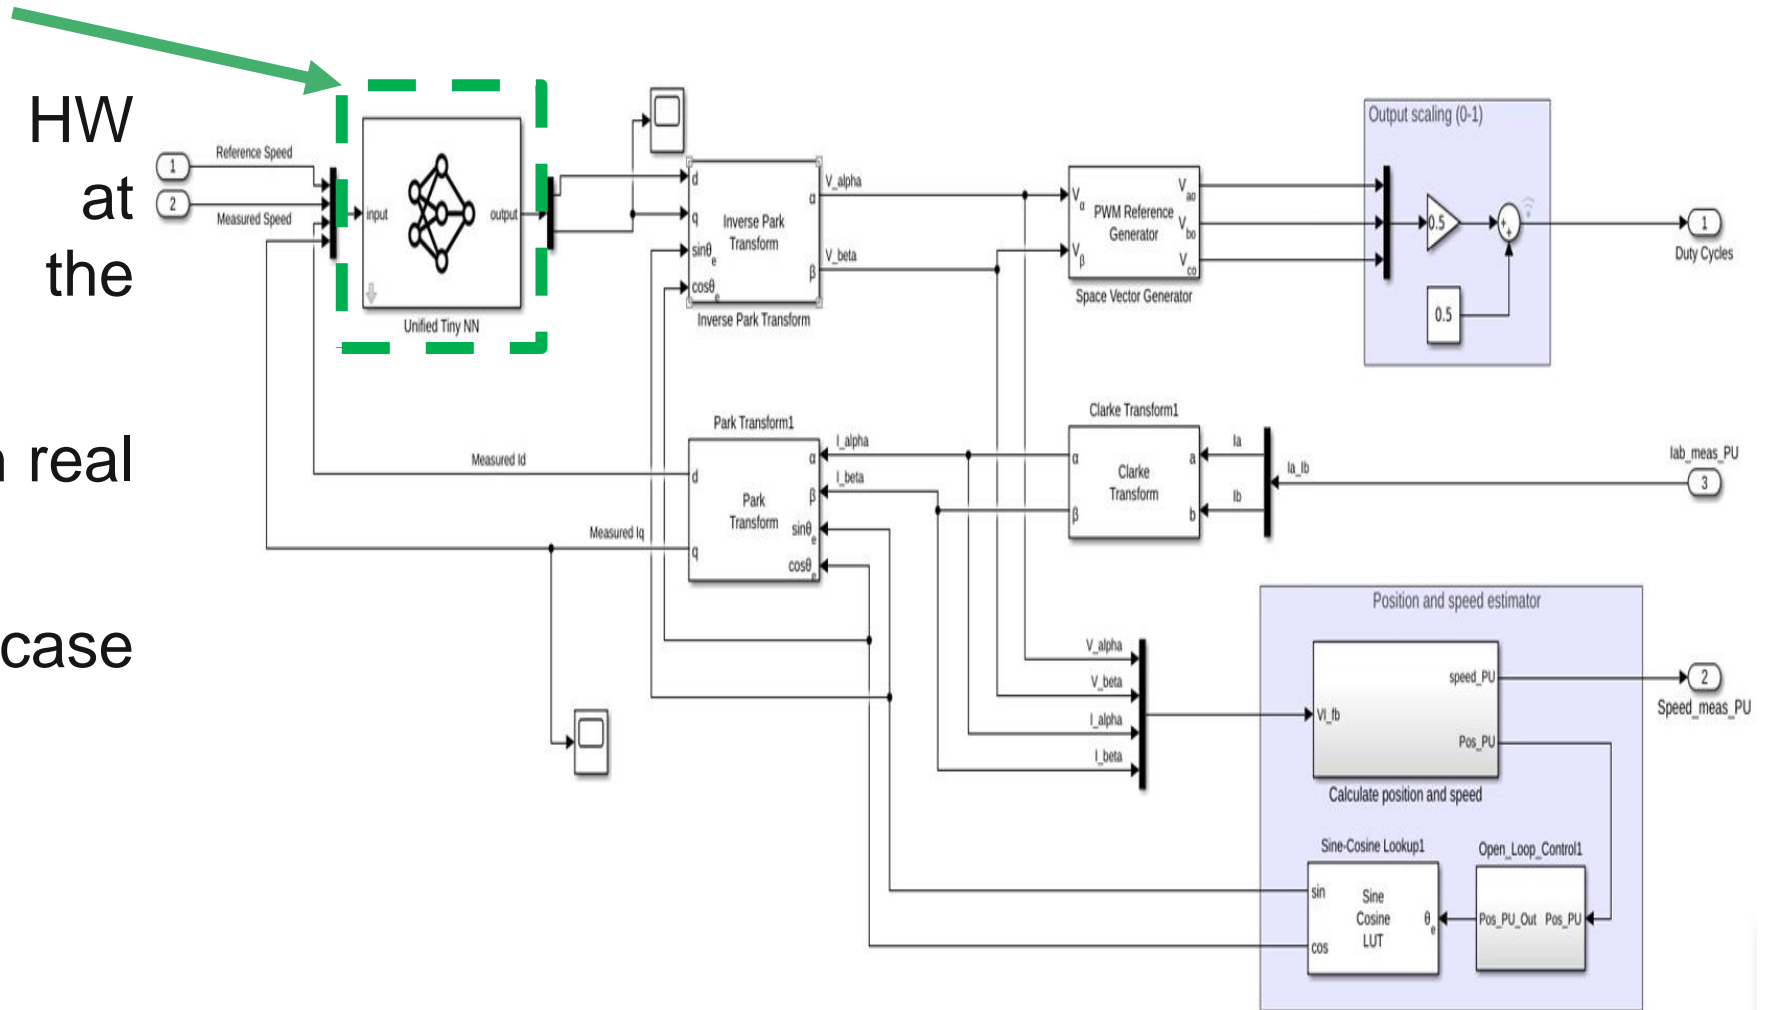 HW
at
the
n real
case
1
Reference Speed
2
Measured Speed
input
output
Unified Tiny NN
d
q
sinθe
cosθe
Inverse Park
Transform
α
β
Inverse Park Transform
V_alpha
V_beta
Vα
Vβ
PWM Reference
Generator
Vao
Vbo
Vco
Space Vector Generator
Output scaling (0-1)
0.5
+
+
0.5
1
Duty Cycles
Park Transform1
d
q
Park
Transform
α
β
sinθe
cosθe
Measured Id
Measured Iq
I_alpha
I_beta
Clarke Transform1
α
β
Clarke
Transform
a
b
Ia
Ib
Ia_Ib
Iab_meas_PU
3
V_alpha
V_beta
I_alpha
I_beta
Position and speed estimator
VI_fb
speed_PU
Pos_PU
Calculate position and speed
2
Speed_meas_PU
Sine-Cosine Lookup1
sin
cos
Sine
Cosine
LUT
θe
Open_Loop_Control1
Pos_PU_Out
Pos_PU